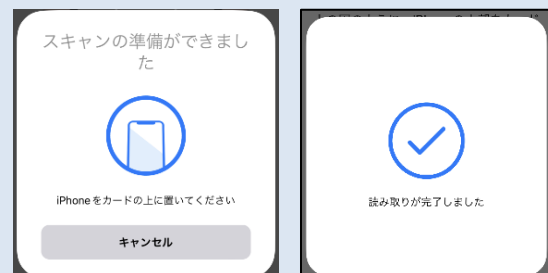 スキャンの準備ができまし
た
iPhoneをカードの上に置いてください
キャンセル
読み取りが完了しました